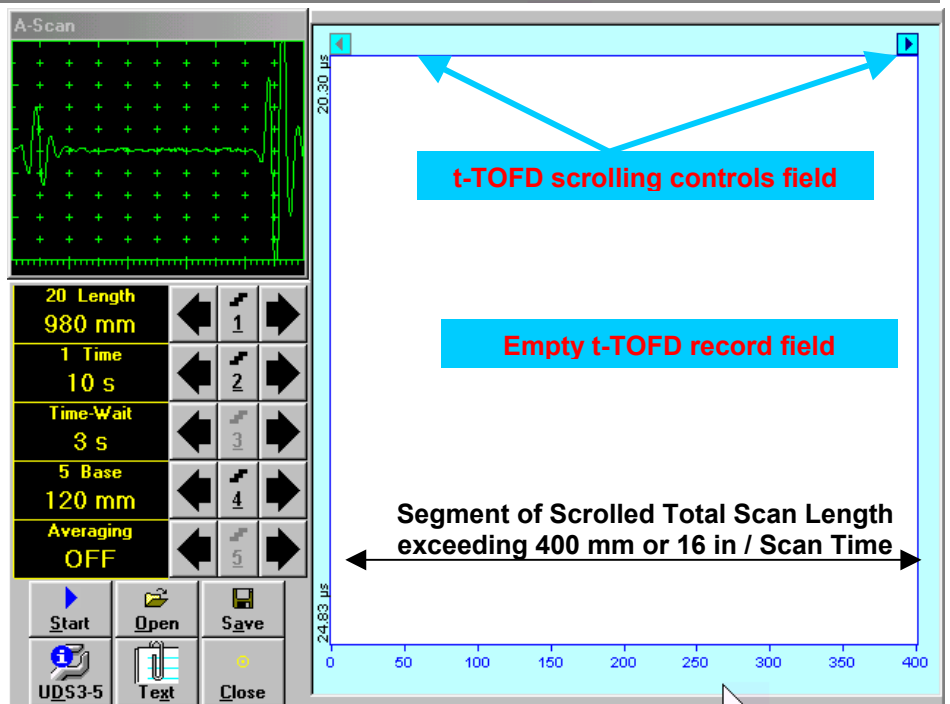 A-Scan
20 Length
980 mm
1
1 Time
10 s
2
Time-Wait
3 s
3
5 Base
120 mm
4
Averaging
OFF
5
Start
Open
Save
UDS3-5
Text
Close
20.30 µs
t-TOFD scrolling controls field
Empty t-TOFD record field
Segment of Scrolled Total Scan Length
exceeding 400 mm or 16 in / Scan Time
24.83 µs
0 50 100 150 200 250 300 350 400